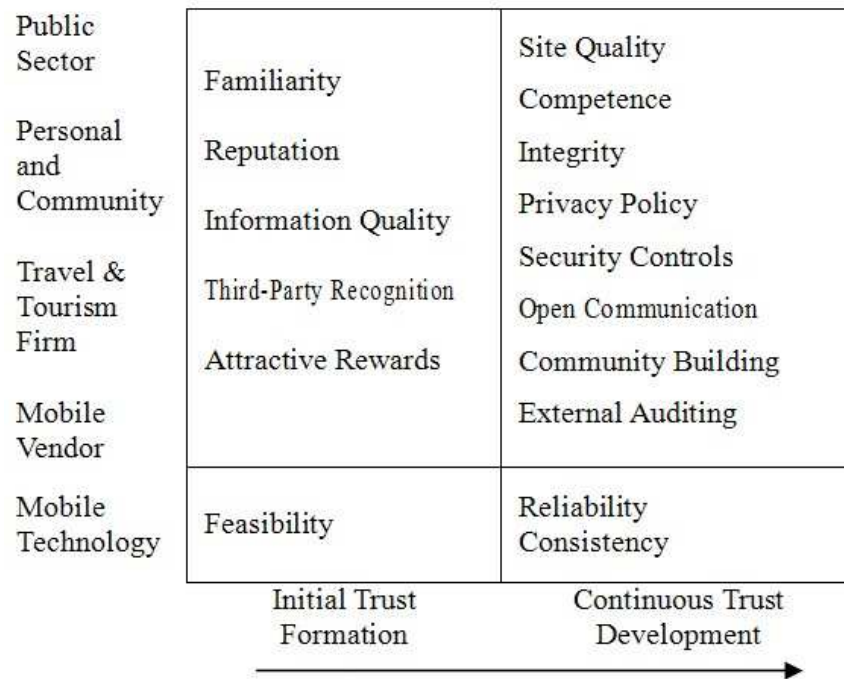 Public
Sector
Personal
and
Community
Travel &
Tourism
Firm
Mobile
Vendor
Familiarity
Reputation
Information Quality
Third-Party Recognition
Attractive Rewards
Site Quality
Competence
Integrity
Privacy Policy
Security Controls
Open Communication
Community Building
External Auditing
Mobile
Technology
Feasibility
Reliability
Consistency
Initial Trust
Formation
Continuous Trust
Development